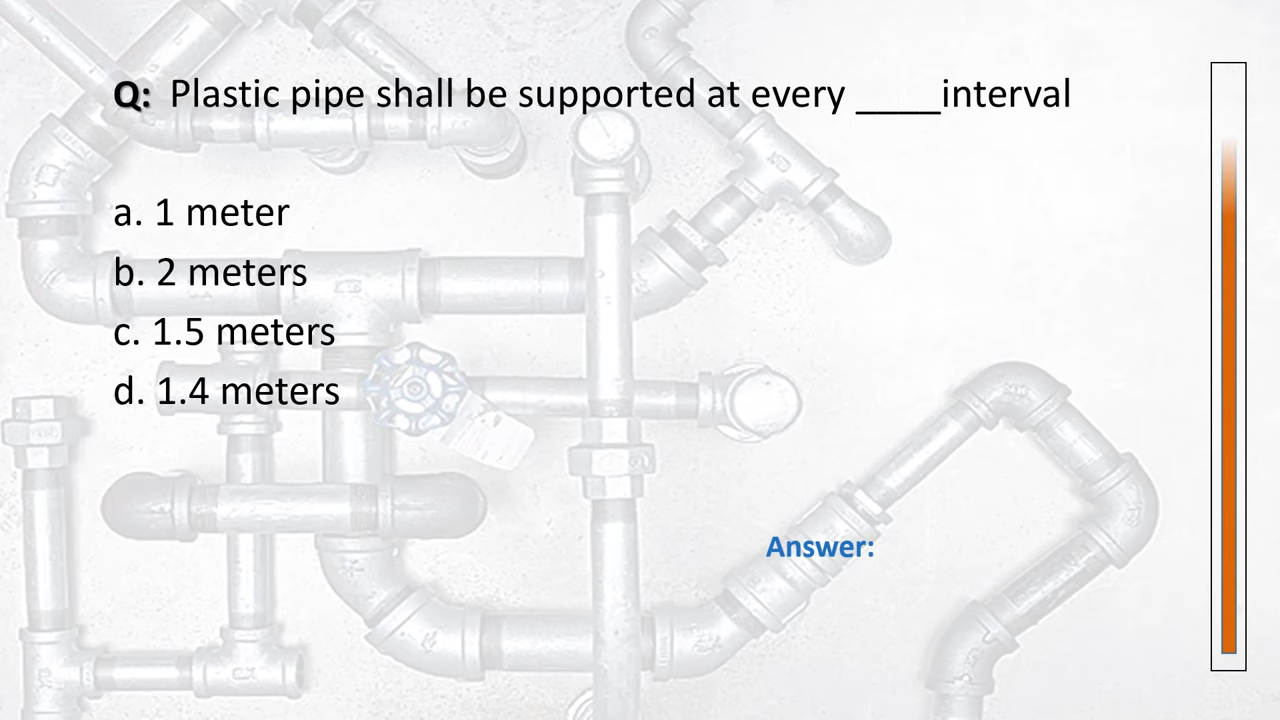 Q: Plastic pipe shall be supported at every ____interval
a. 1 meter
b. 2 meters
c. 1.5 meters
d. 1.4 meters
Answer: